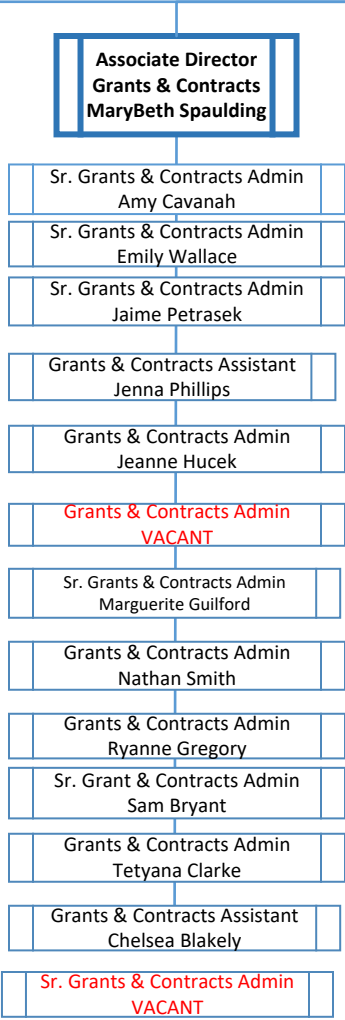 Associate Director
Grants & Contracts
MaryBeth Spaulding
Sr. Grants & Contracts Admin
Amy Cavanah
Sr. Grants & Contracts Admin
Emily Wallace
Sr. Grants & Contracts Admin
Jaime Petrasek
Grants & Contracts Assistant
Jenna Phillips
Grants & Contracts Admin
Jeanne Hucek
Grants & Contracts Admin
VACANT
Sr. Grants & Contracts Admin
Marguerite Guilford
Grants & Contracts Admin
Nathan Smith
Grants & Contracts Admin
Ryanne Gregory
Sr. Grant & Contracts Admin
Sam Bryant
Grants & Contracts Admin
Tetyana Clarke
Grants & Contracts Assistant
Chelsea Blakely
Sr. Grants & Contracts Admin
VACANT